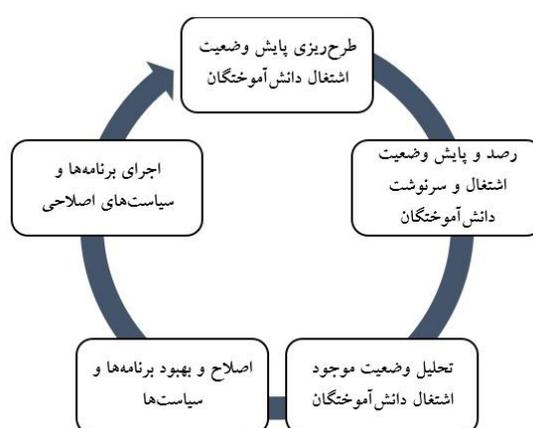 طرح‌ریزی پایش وضعیت
اشتغال دانش‌آموختگان
رصد و پایش وضعیت
اشتغال و سرنوشت
دانش‌آموختگان
تحلیل وضعیت موجود
اشتغال دانش‌آموختگان
اصلاح و بهبود برنامه‌ها و
سیاست‌ها
اجرای برنامه‌ها و
سیاست‌های اصلاحی